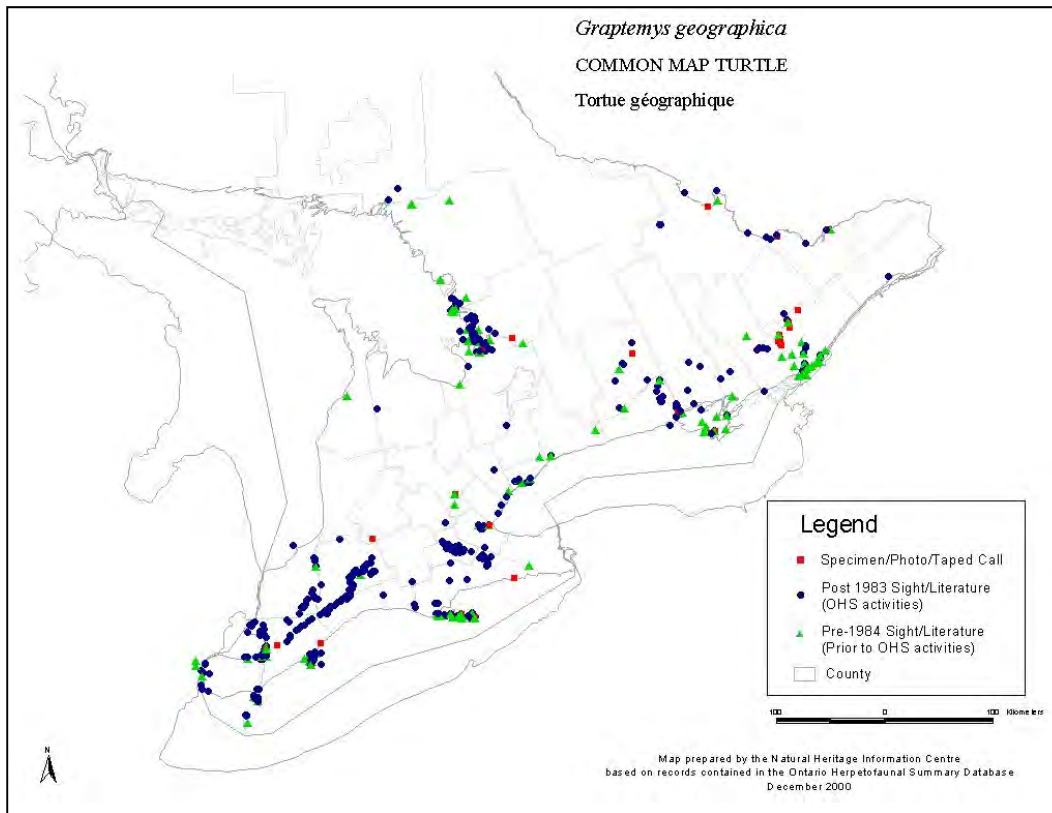 Graptemys geographica
COMMON MAP TURTLE
Tortue géographique
Legend
Specimen/Photo/Taped Call
Post 1983 Sight/Literature
(OHS activities)
Pre-1984 Sight/Literature
(Prior to OHS activities)
County
100 0 100 Kilometers
N
Map prepared by the Natural Heritage Information Centre
based on records contained in the Ontario Herpetofaunal Summary Database
December 2000